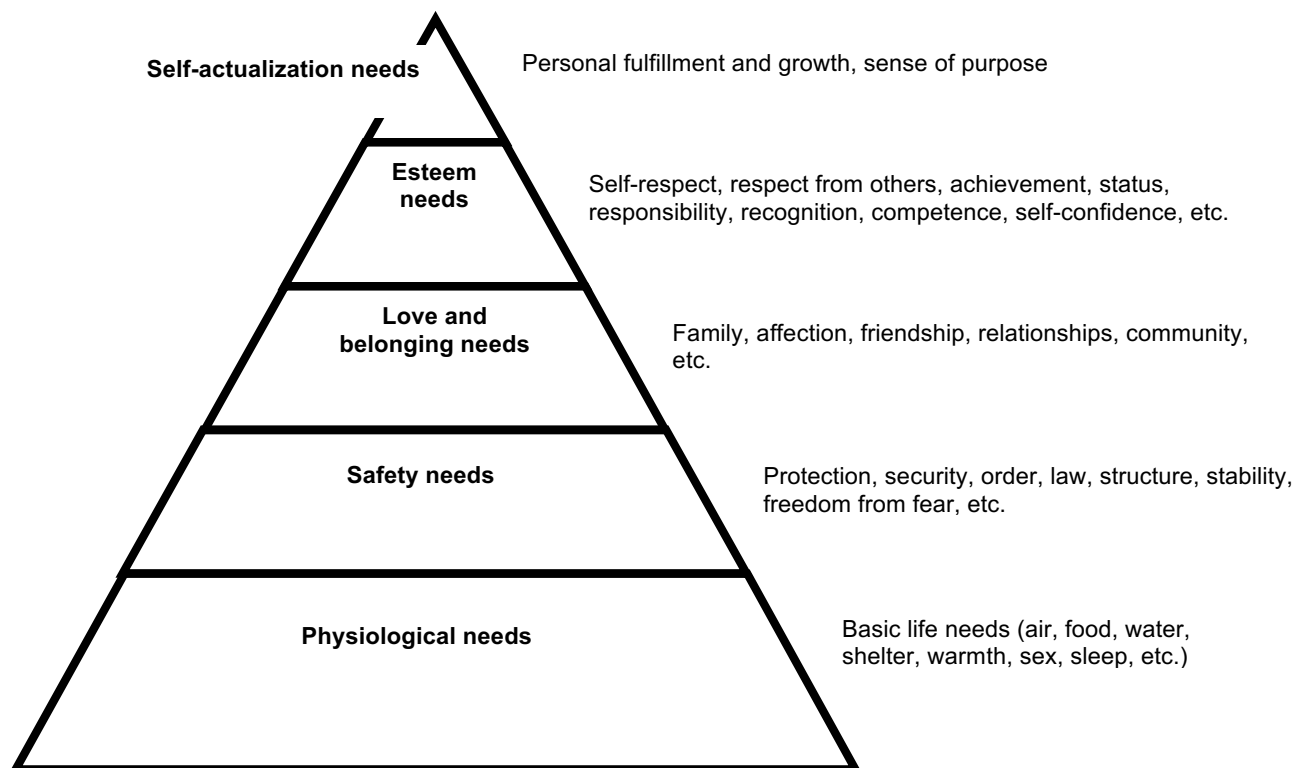 Self-actualization needs
Personal fulfillment and growth, sense of purpose
Esteem
needs
Self-respect, respect from others, achievement, status,
responsibility, recognition, competence, self-confidence, etc.
Love and
belonging needs
Family, affection, friendship, relationships, community,
etc.
Safety needs
Protection, security, order, law, structure, stability,
freedom from fear, etc.
Physiological needs
Basic life needs (air, food, water,
shelter, warmth, sex, sleep, etc.)